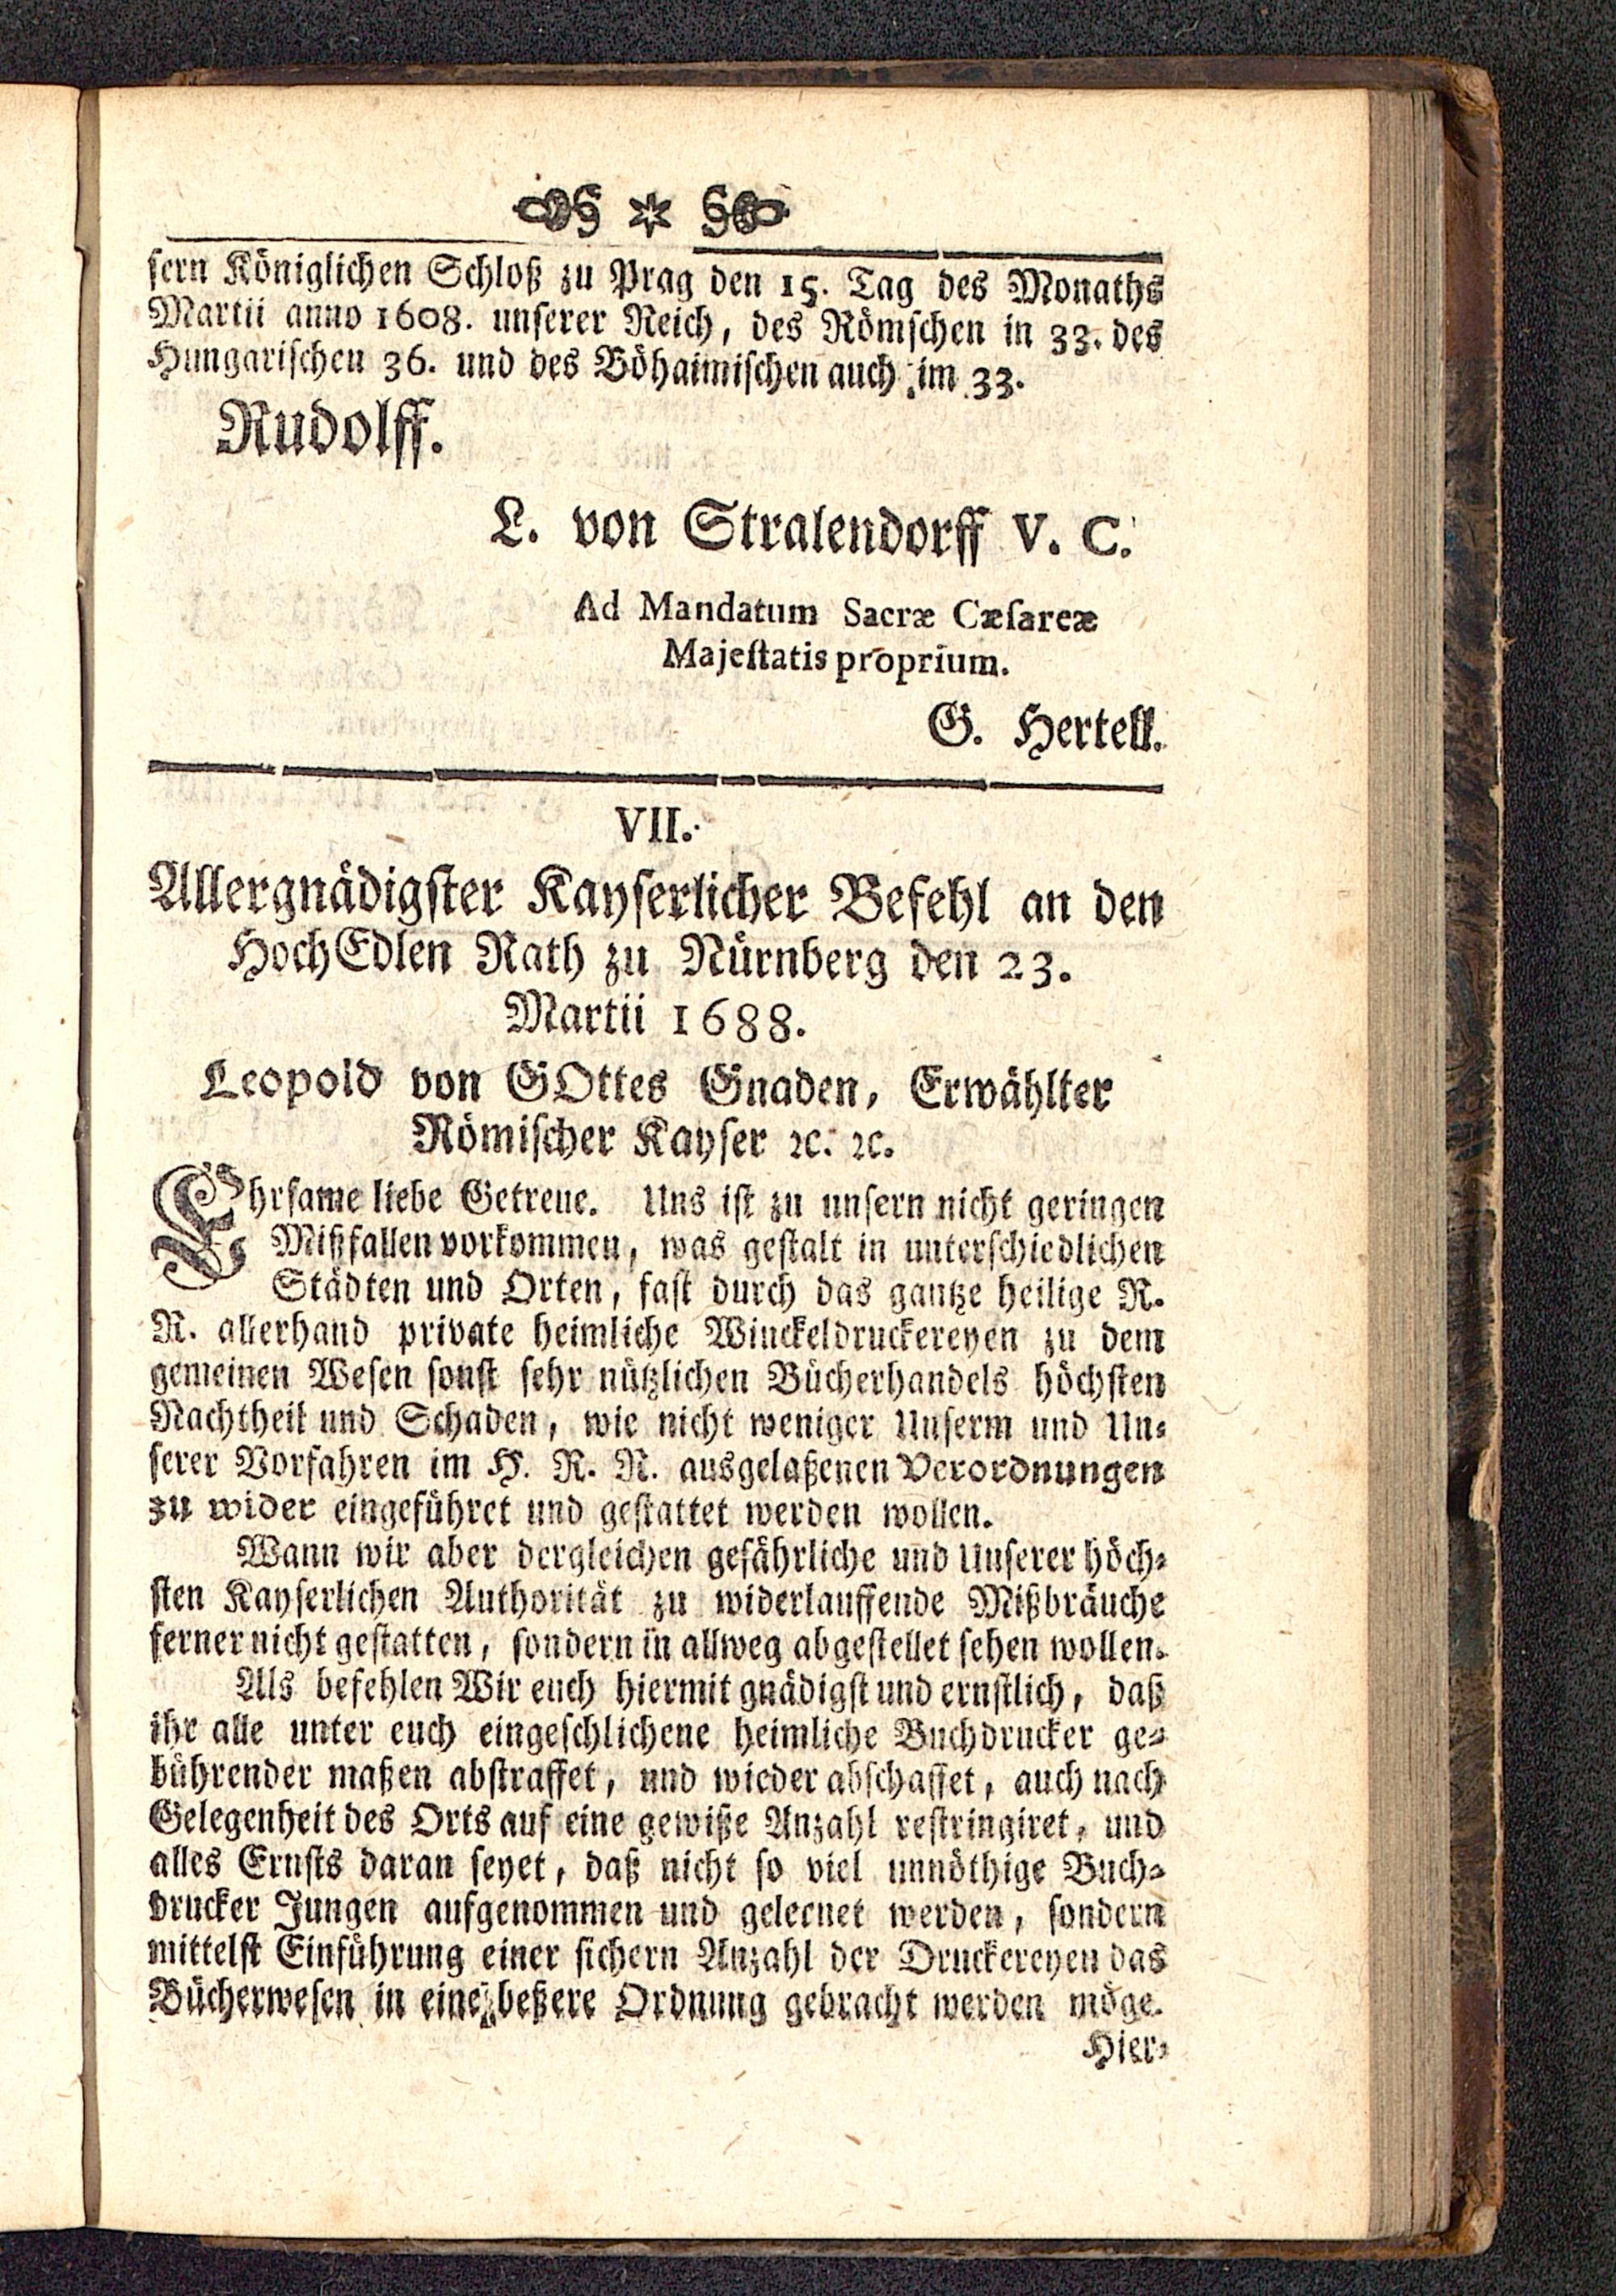 sern Königlichen Schloß zu Prag den 15. Tag des Monaths
Martii anno 1608. unserer Reich, des Römschen in 33. des
Hungarischen 36. und des Böhaimischen auch im 33.
Rudolff.
L. von Stralendorff V. C.
Ad Mandatum Sacræ Cæſareæ
Majeſtatis proprium.
G. Hertell.
VII.
Allergnädigster Kayserlicher Befehl an den
HochEdlen Rath zu Nürnberg den 23.
Martii 1688.
Leopold von GOttes Gnaden, Erwählter
Römischer Kayser ꝛc. ꝛc.
Ehrsame liebe Getreue. Uns ist zu unsern nicht geringen
Mißfallen vorkommen, was gestalt in unterschiedlichen
Städten und Orten, fast durch das gantze heilige R.
R. allerhand private heimliche Winckeldruckereyen zu dem
gemeinen Wesen sonst sehr nützlichen Bücherhandels höchsten
Nachtheil und Schaden, wie nicht weniger Unserm und Un-
serer Vorfahren im H. R. R. ausgelaßenen Verordnungen
zu wider eingeführet und gestattet werden wollen.
Wann wir aber dergleichen gefährliche und Unserer höch-
sten Kayserlichen Authorität zu widerlauffende Mißbräuche
ferner nicht gestatten, sondern in allweg abgestellet sehen wollen.
Als befehlen Wir euch hiermit gnädigst und ernstlich, daß
ihr alle unter euch eingeschlichene heimliche Buchdrucker ge-
bührender maßen abstraffet, und wieder abschaffet, auch nach
Gelegenheit des Orts auf eine gewiße Anzahl restringiret, und
alles Ernsts daran seyet, daß nicht so viel unnöthige Buch-
drucker Jungen aufgenommen und gelernet werden, sondern
mittelst Einführung einer sichern Anzahl der Druckereyen das
Bücherwesen in eine beßere Ordnung gebracht werden möge.
Hier-